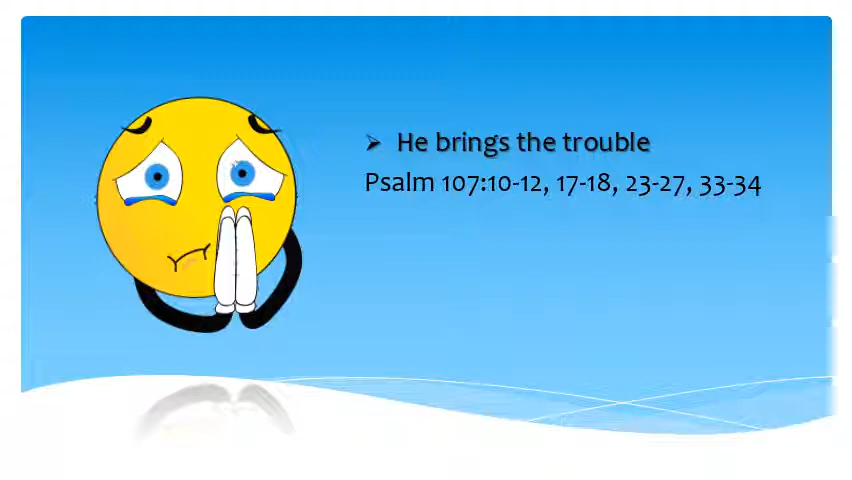 ➢ He brings the trouble
Psalm 107:10-12, 17-18, 23-27, 33-34